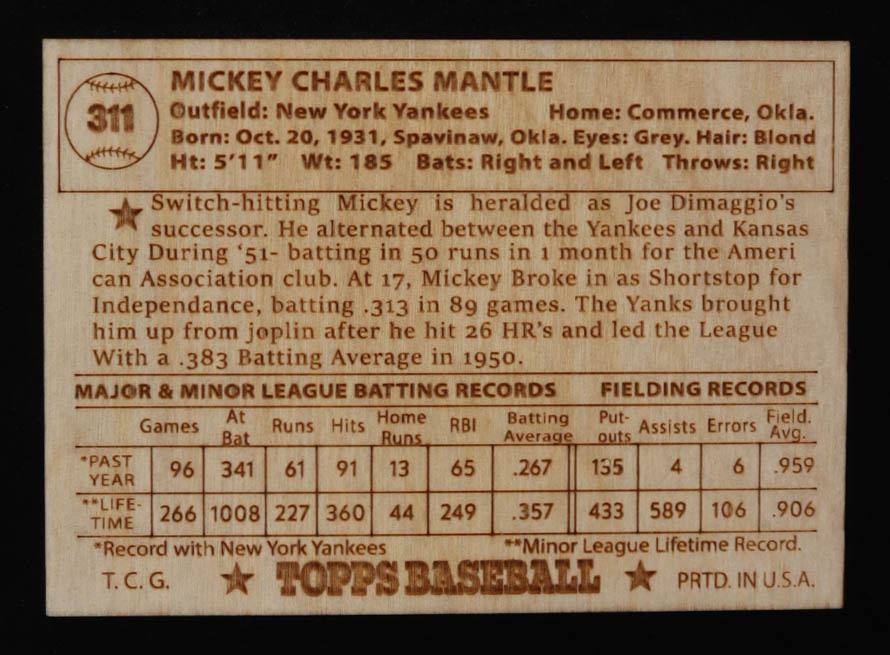 311
MICKEY CHARLES MANTLE
Outfield: New York Yankees Home: Commerce, Okla.
Born: Oct. 20, 1931, Spavinaw, Okla. Eyes: Grey. Hair: Blond
Ht: 5'11" Wt: 185 Bats: Right and Left Throws: Right
Switch-hitting Mickey is heralded as Joe Dimaggio's
successor. He alternated between the Yankees and Kansas
City During '51- batting in 50 runs in 1 month for the Ameri
can Association club. At 17, Mickey Broke in as Shortstop for
Independance, batting .313 in 89 games. The Yanks brought
him up from joplin after he hit 26 HR's and led the League
With a .383 Batting Average in 1950.
MAJOR & MINOR LEAGUE BATTING RECORDS FIELDING RECORDS
Games At Bat Runs Hits Home Runs RBI Batting Average Put-outs Assists Errors Field. Avg.
*PAST YEAR 96 341 61 91 13 65 .267 135 4 6 .959
**LIFE-TIME 266 1008 227 360 44 249 .357 433 589 106 .906
*Record with New York Yankees **Minor League Lifetime Record.
T. C. G. TOPPS BASEBALL PRTD. IN U.S.A.